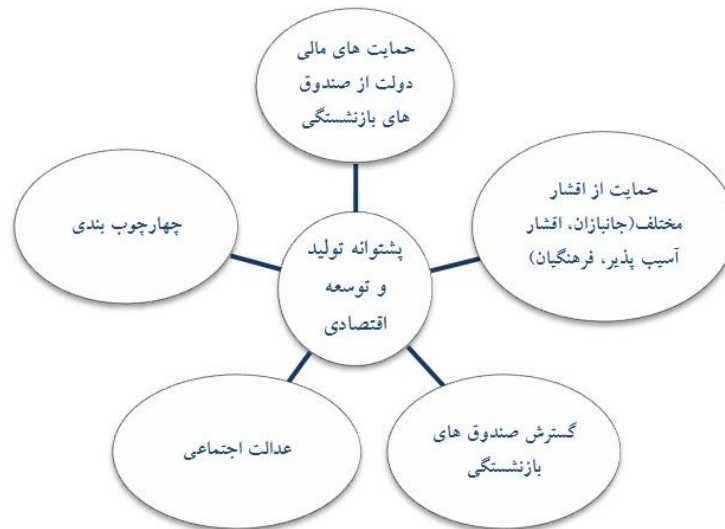 حمایت های مالی
دولت از صندوق
های بازنشستگی
حمایت از اقشار
مختلف(جانبازان، اقشار
آسیب پذیر، فرهنگیان)
چهارچوب بندی
پشتوانه تولید
و توسعه
اقتصادی
گسترش صندوق های
بازنشستگی
عدالت اجتماعی